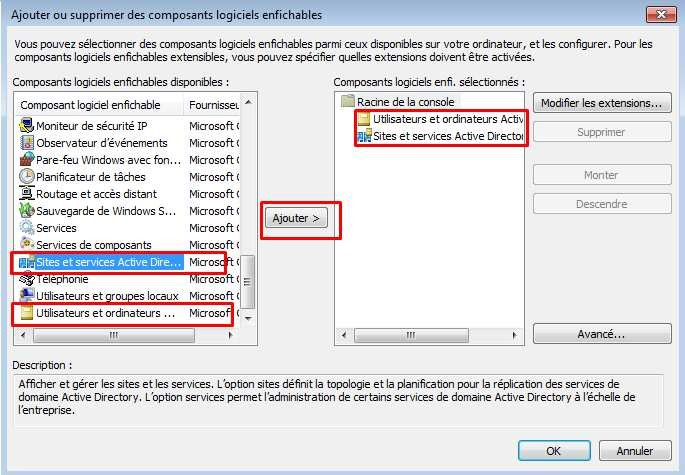 Ajouter ou supprimer des composants logiciels enfichables
Vous pouvez sélectionner des composants logiciels enfichables parmi ceux disponibles sur votre ordinateur, et les configurer. Pour les
composants logiciels enfichables extensibles, vous pouvez spécifier quelles extensions doivent être activées.
Composants logiciels enfichables disponibles :
Composant logiciel enfichable Fournisseu
Moniteur de sécurité IP Microsoft C
Observateur d'événements Microsoft C
Pare-feu Windows avec fon... Microsoft C
Planificateur de tâches Microsoft C
Routage et accès distant Microsoft C
Sauvegarde de Windows S... Microsoft C
Services Microsoft C
Services de composants Microsoft C
Sites et services Active Dire... Microsoft C
Téléphonie Microsoft C
Utilisateurs et groupes locaux Microsoft C
Utilisateurs et ordinateurs ... Microsoft C
Ajouter >
Composants logiciels enfi. sélectionnés :
Racine de la console
Utilisateurs et ordinateurs Activ
Sites et services Active Director
Modifier les extensions...
Supprimer
Monter
Descendre
Avancé...
Description :
Afficher et gérer les sites et les services. L'option sites définit la topologie et la planification pour la réplication des services de
domaine Active Directory. L'option services permet l'administration de certains services de domaine Active Directory à l'échelle de
l'entreprise.
OK
Annuler